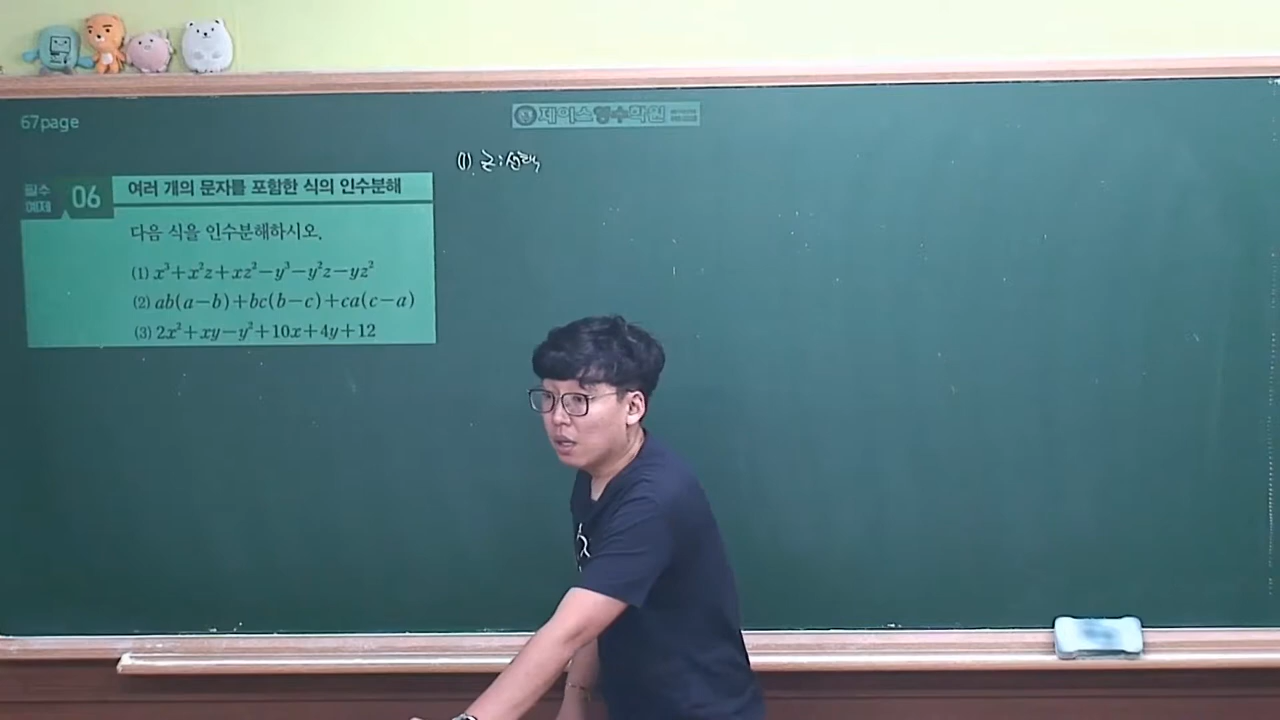 67page
제이스영수학원
(1). z : 선택,
필수 예제 06 여러 개의 문자를 포함한 식의 인수분해
다음 식을 인수분해하시오.
(1) x³+x²z+xz²−y³−y²z−yz²
(2) ab(a−b)+bc(b−c)+ca(c−a)
(3) 2x²+xy−y²+10x+4y+12